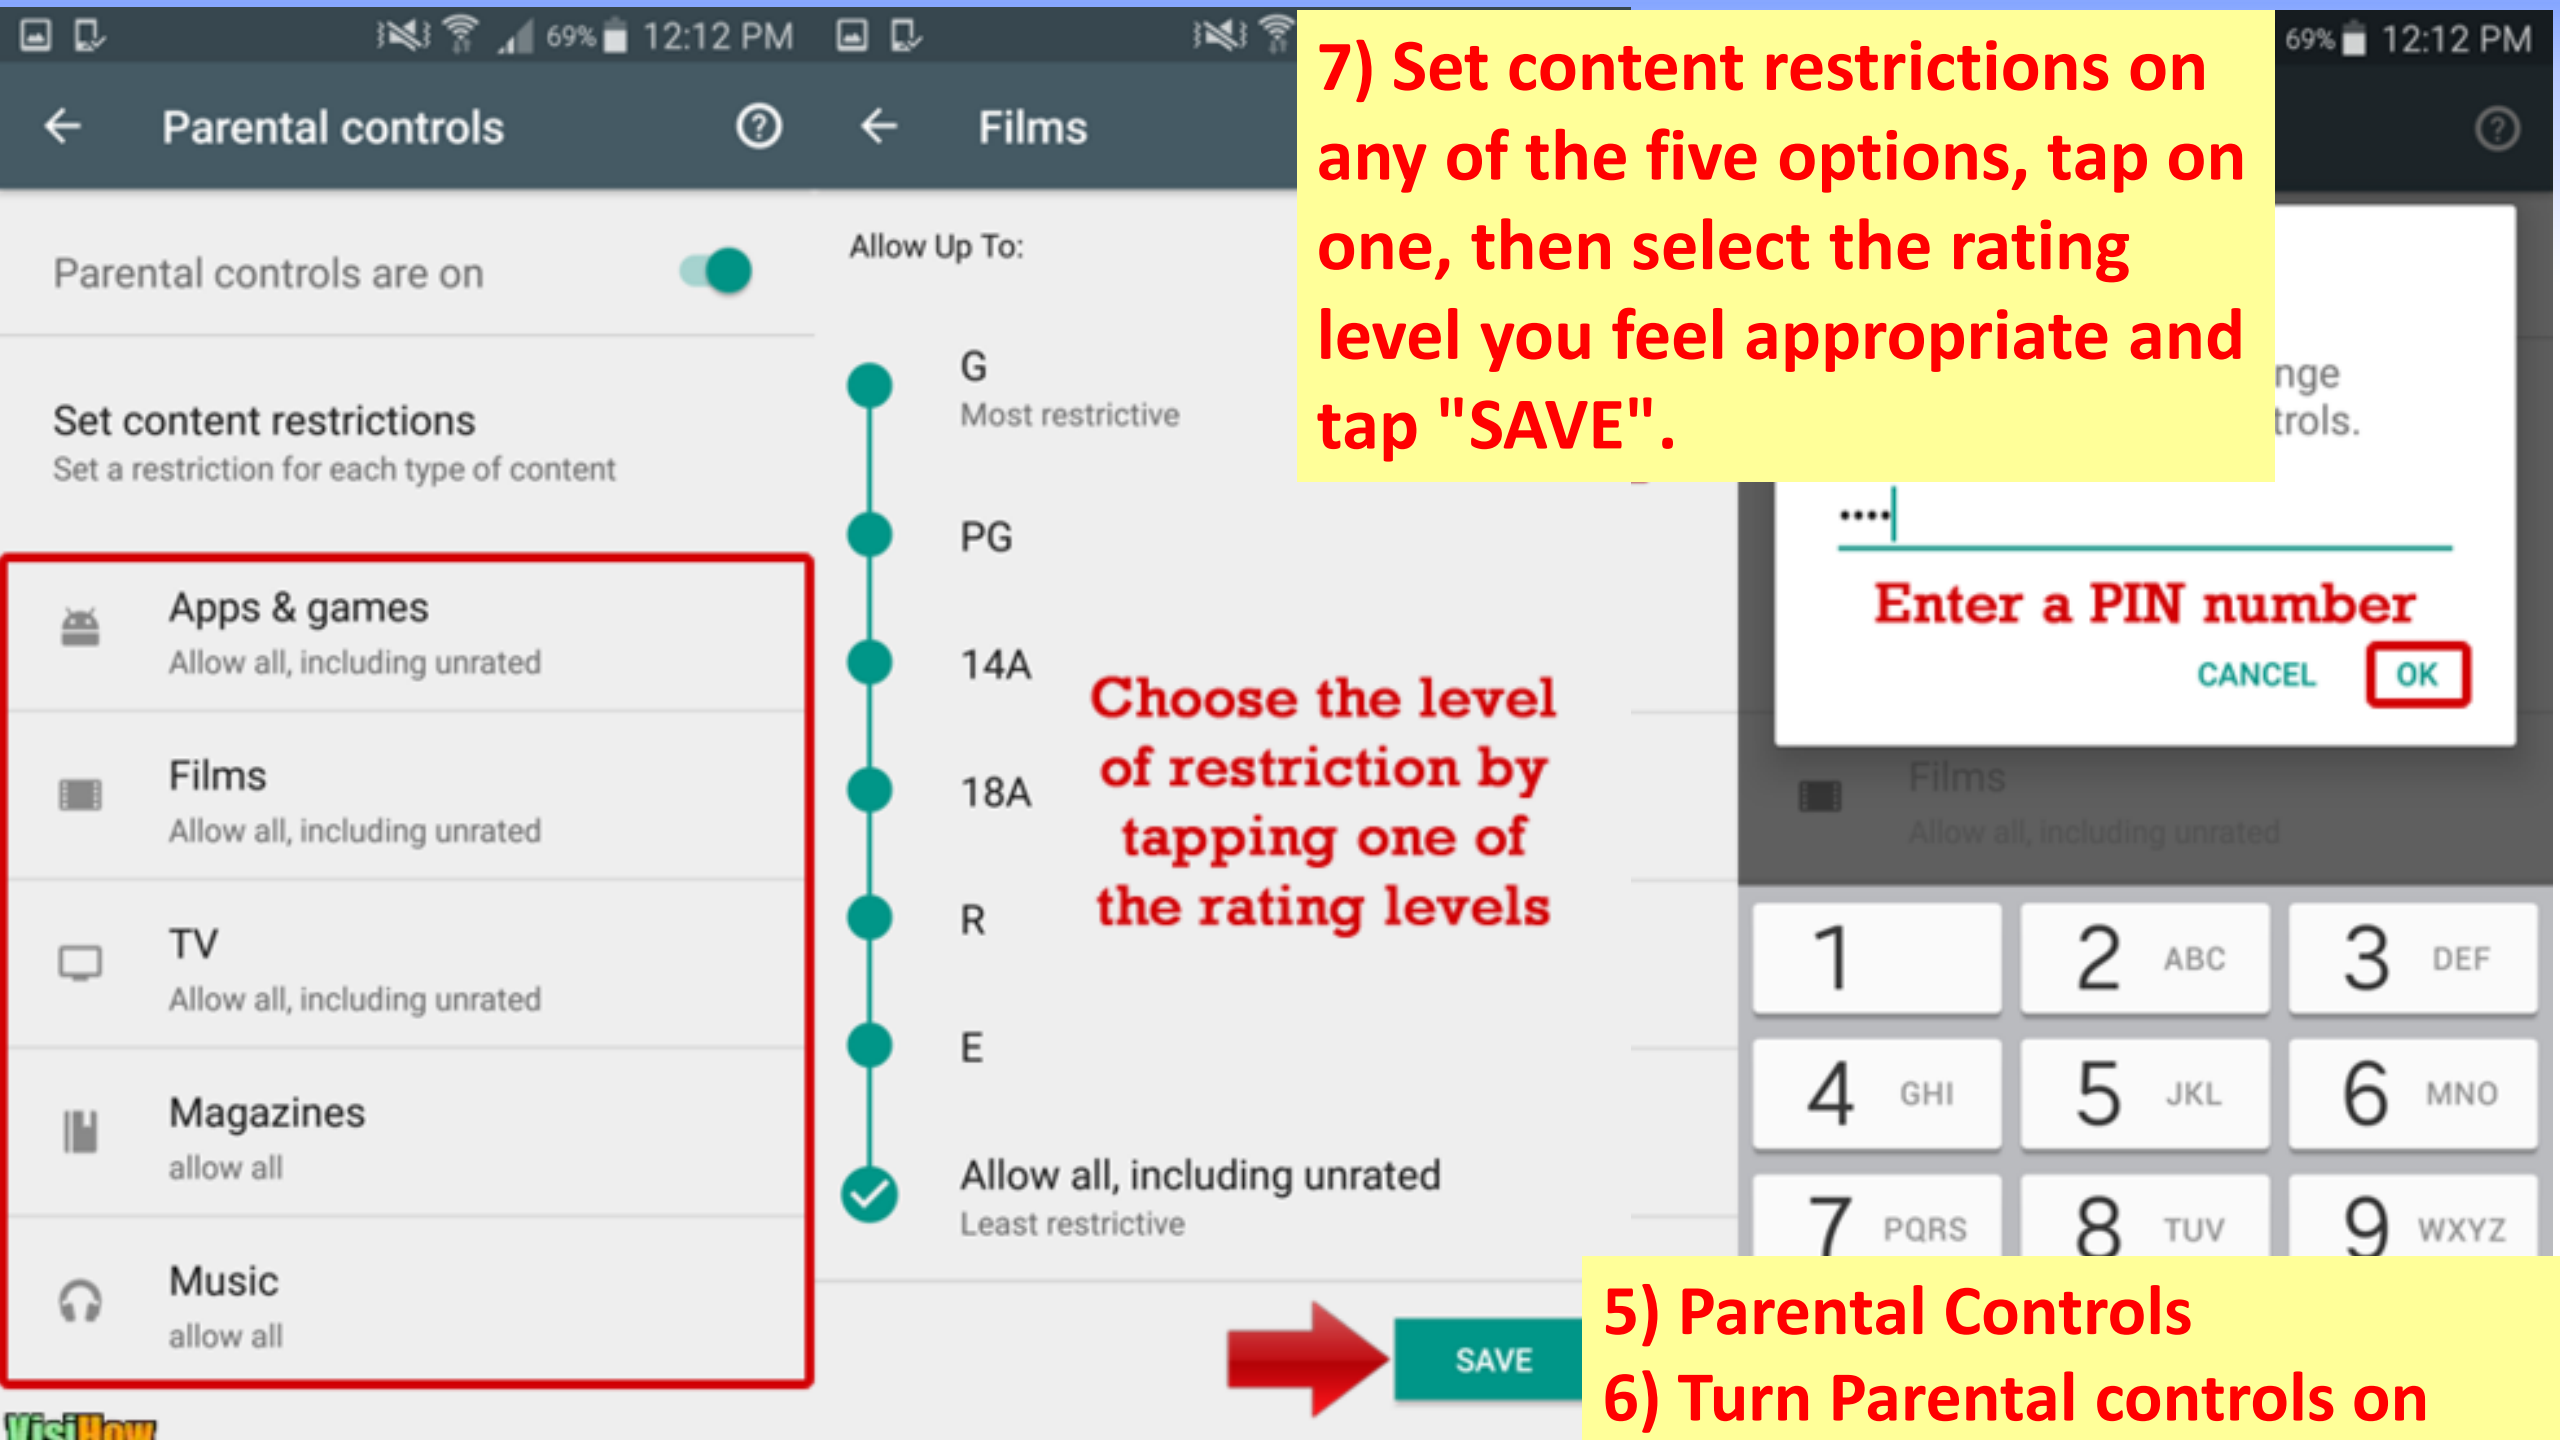 69% 12:12 PM
Parental controls
Parental controls are on
Set content restrictions
Set a restriction for each type of content
Apps & games
Allow all, including unrated
Films
Allow all, including unrated
TV
Allow all, including unrated
Magazines
allow all
Music
allow all
VisiHow
Films
Allow Up To:
G
Most restrictive
PG
14A
18A
R
E
Allow all, including unrated
Least restrictive
Choose the level
of restriction by
tapping one of
the rating levels
SAVE
7) Set content restrictions on
any of the five options, tap on
one, then select the rating
level you feel appropriate and
tap "SAVE".
69% 12:12 PM
nge
trols.
••••
Enter a PIN number
CANCEL OK
Films
Allow all, including unrated
1 2 ABC 3 DEF
4 GHI 5 JKL 6 MNO
7 PQRS 8 TUV 9 WXYZ
5) Parental Controls
6) Turn Parental controls on